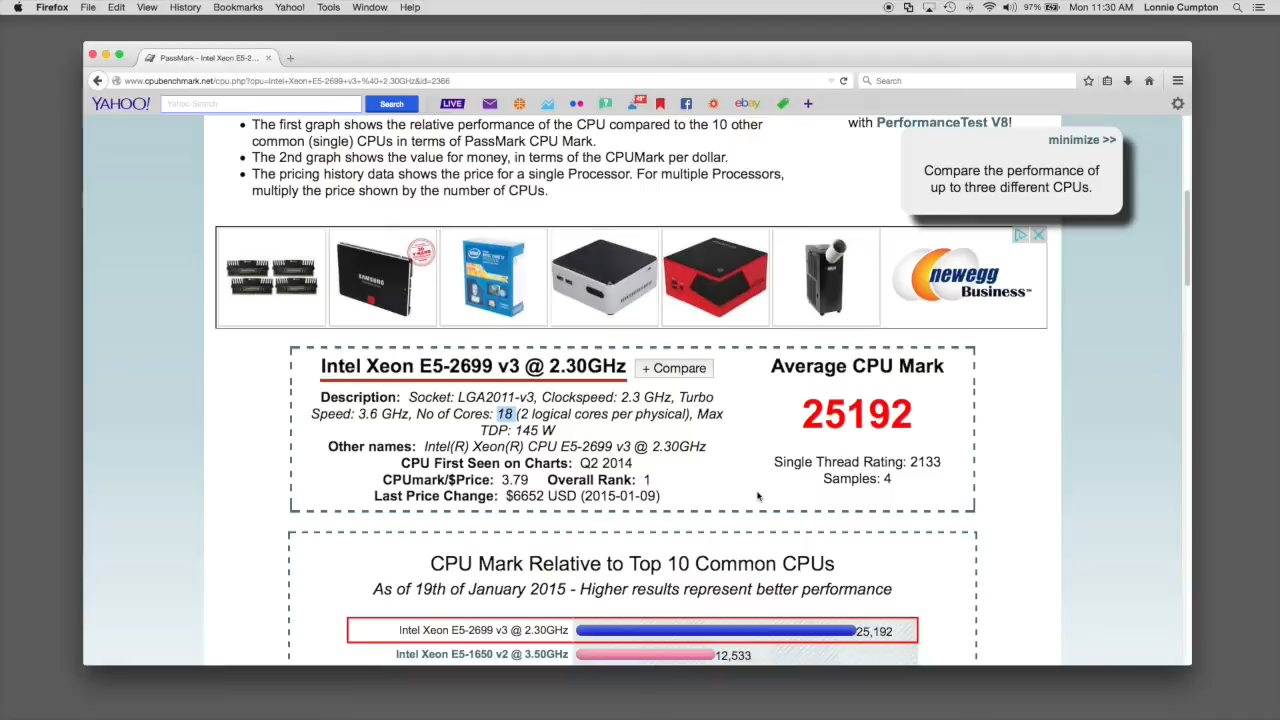 Firefox File Edit View History Bookmarks Yahoo! Tools Window Help 97% Mon 11:30 AM Lonnie Cumpton
PassMark - Intel Xeon E5-2...
www.cpubenchmark.net/cpu.php?cpu=Intel+Xeon+E5-2699+v3+%40+2.30GHz&id=2366
Search
YAHOO!
Yahoo Search
Search
LIVE
ebay
The first graph shows the relative performance of the CPU compared to the 10 other
common (single) CPUs in terms of PassMark CPU Mark.
The 2nd graph shows the value for money, in terms of the CPUMark per dollar.
The pricing history data shows the price for a single Processor. For multiple Processors,
multiply the price shown by the number of CPUs.
with PerformanceTest V8!
minimize >>
Compare the performance of
up to three different CPUs.
SAMSUNG
newegg
Business™
Intel Xeon E5-2699 v3 @ 2.30GHz
+ Compare
Description: Socket: LGA2011-v3, Clockspeed: 2.3 GHz, Turbo
Speed: 3.6 GHz, No of Cores: 18 (2 logical cores per physical), Max
TDP: 145 W
Other names: Intel(R) Xeon(R) CPU E5-2699 v3 @ 2.30GHz
CPU First Seen on Charts: Q2 2014
CPUmark/$Price: 3.79 Overall Rank: 1
Last Price Change: $6652 USD (2015-01-09)
Average CPU Mark
25192
Single Thread Rating: 2133
Samples: 4
CPU Mark Relative to Top 10 Common CPUs
As of 19th of January 2015 - Higher results represent better performance
Intel Xeon E5-2699 v3 @ 2.30GHz 25,192
Intel Xeon E5-1650 v2 @ 3.50GHz 12,533